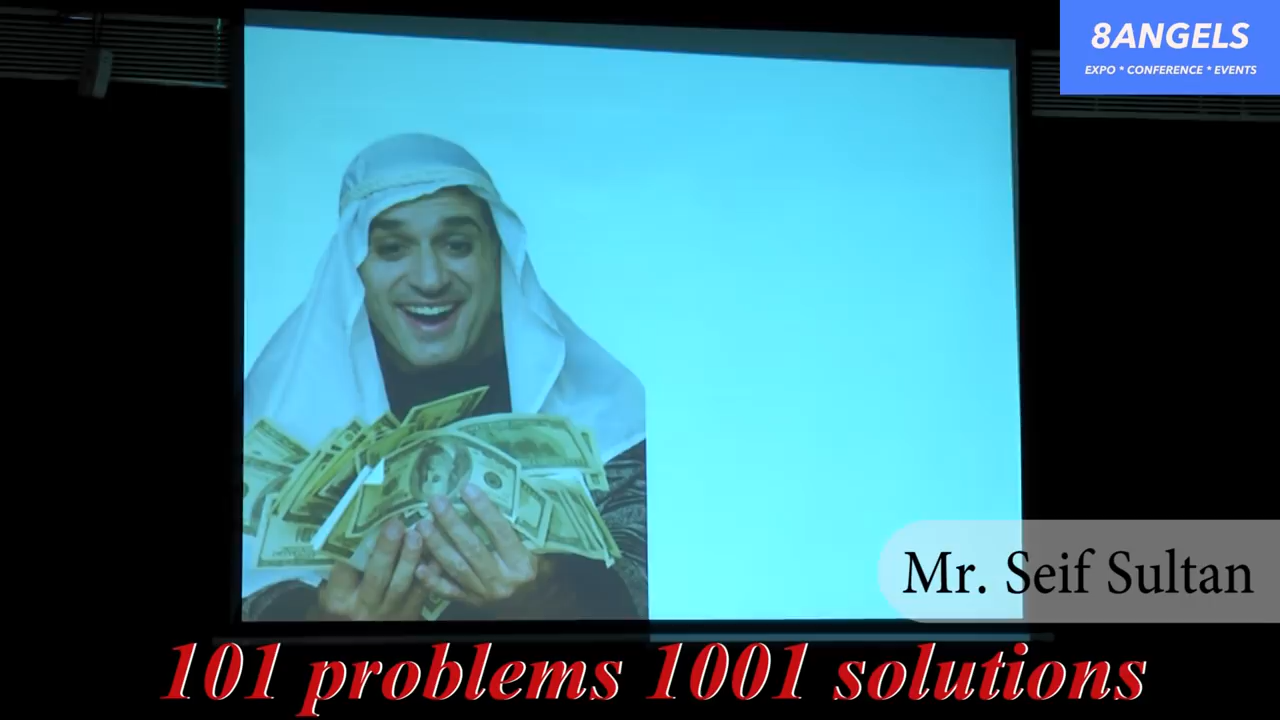 8ANGELS
EXPO * CONFERENCE * EVENTS
Mr. Seif Sultan
101 problems 1001 solutions